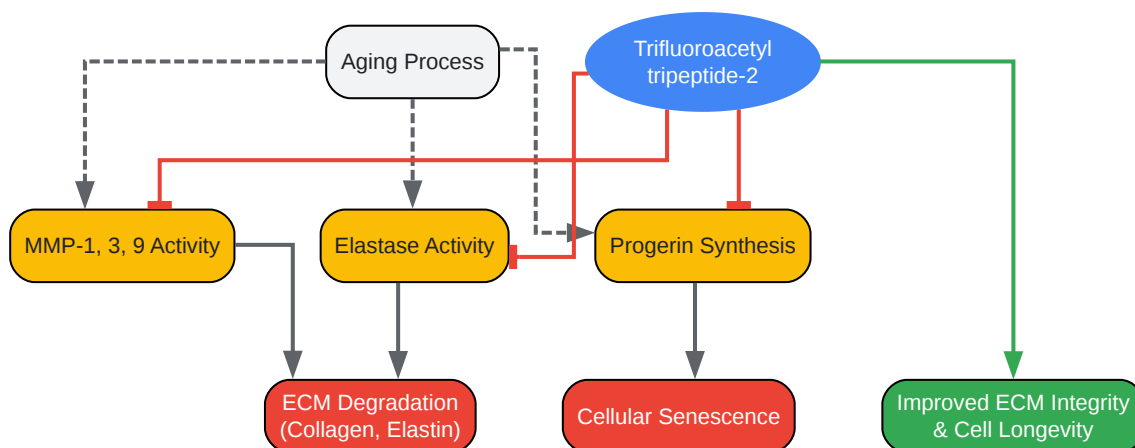 Aging Process
Trifluoroacetyl
tripeptide-2
MMP-1, 3, 9 Activity
Elastase Activity
Progerin Synthesis
ECM Degradation
(Collagen, Elastin)
Cellular Senescence
Improved ECM Integrity
& Cell Longevity